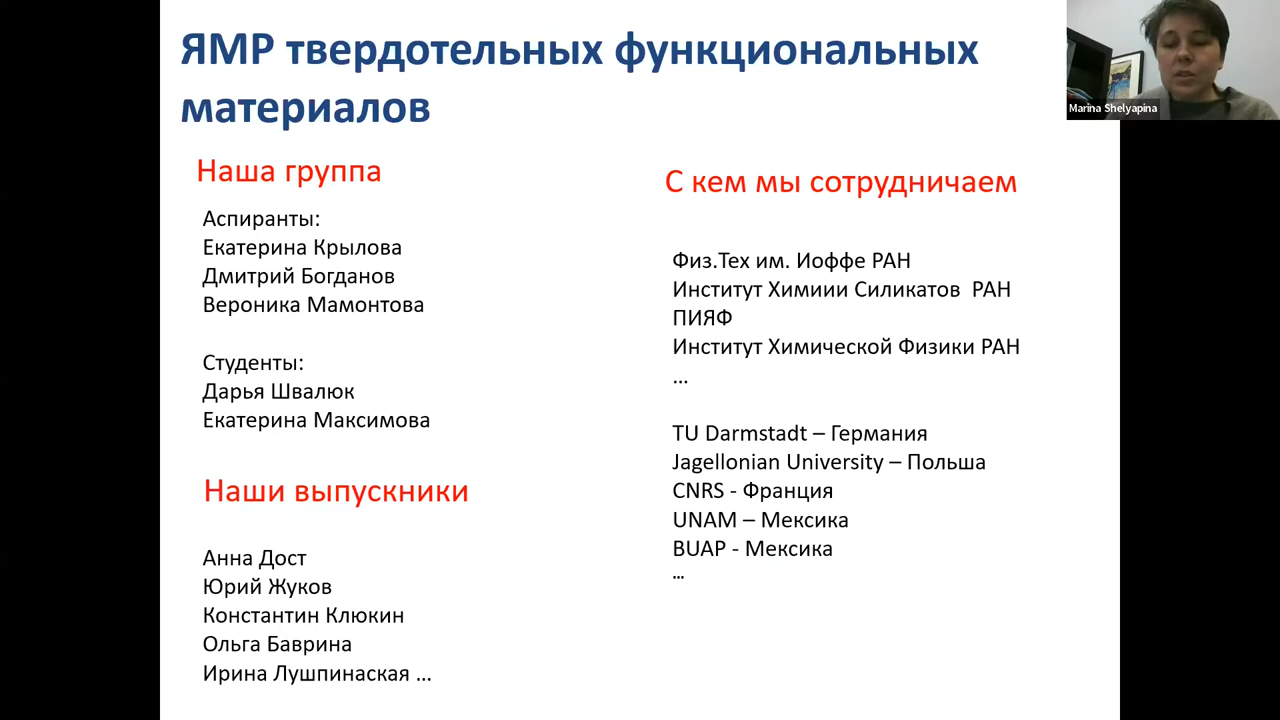 ЯМР твердотельных функциональных
материалов
Marina Shelyapina
Наша группа
Аспиранты:
Екатерина Крылова
Дмитрий Богданов
Вероника Мамонтова
Студенты:
Дарья Швалюк
Екатерина Максимова
Наши выпускники
Анна Дост
Юрий Жуков
Константин Клюкин
Ольга Баврина
Ирина Лушпинаская ...
С кем мы сотрудничаем
Физ.Тех им. Иоффе РАН
Институт Химиии Силикатов РАН
ПИЯФ
Институт Химической Физики РАН
...
TU Darmstadt – Германия
Jagellonian University – Польша
CNRS - Франция
UNAM – Мексика
BUAP - Мексика
...